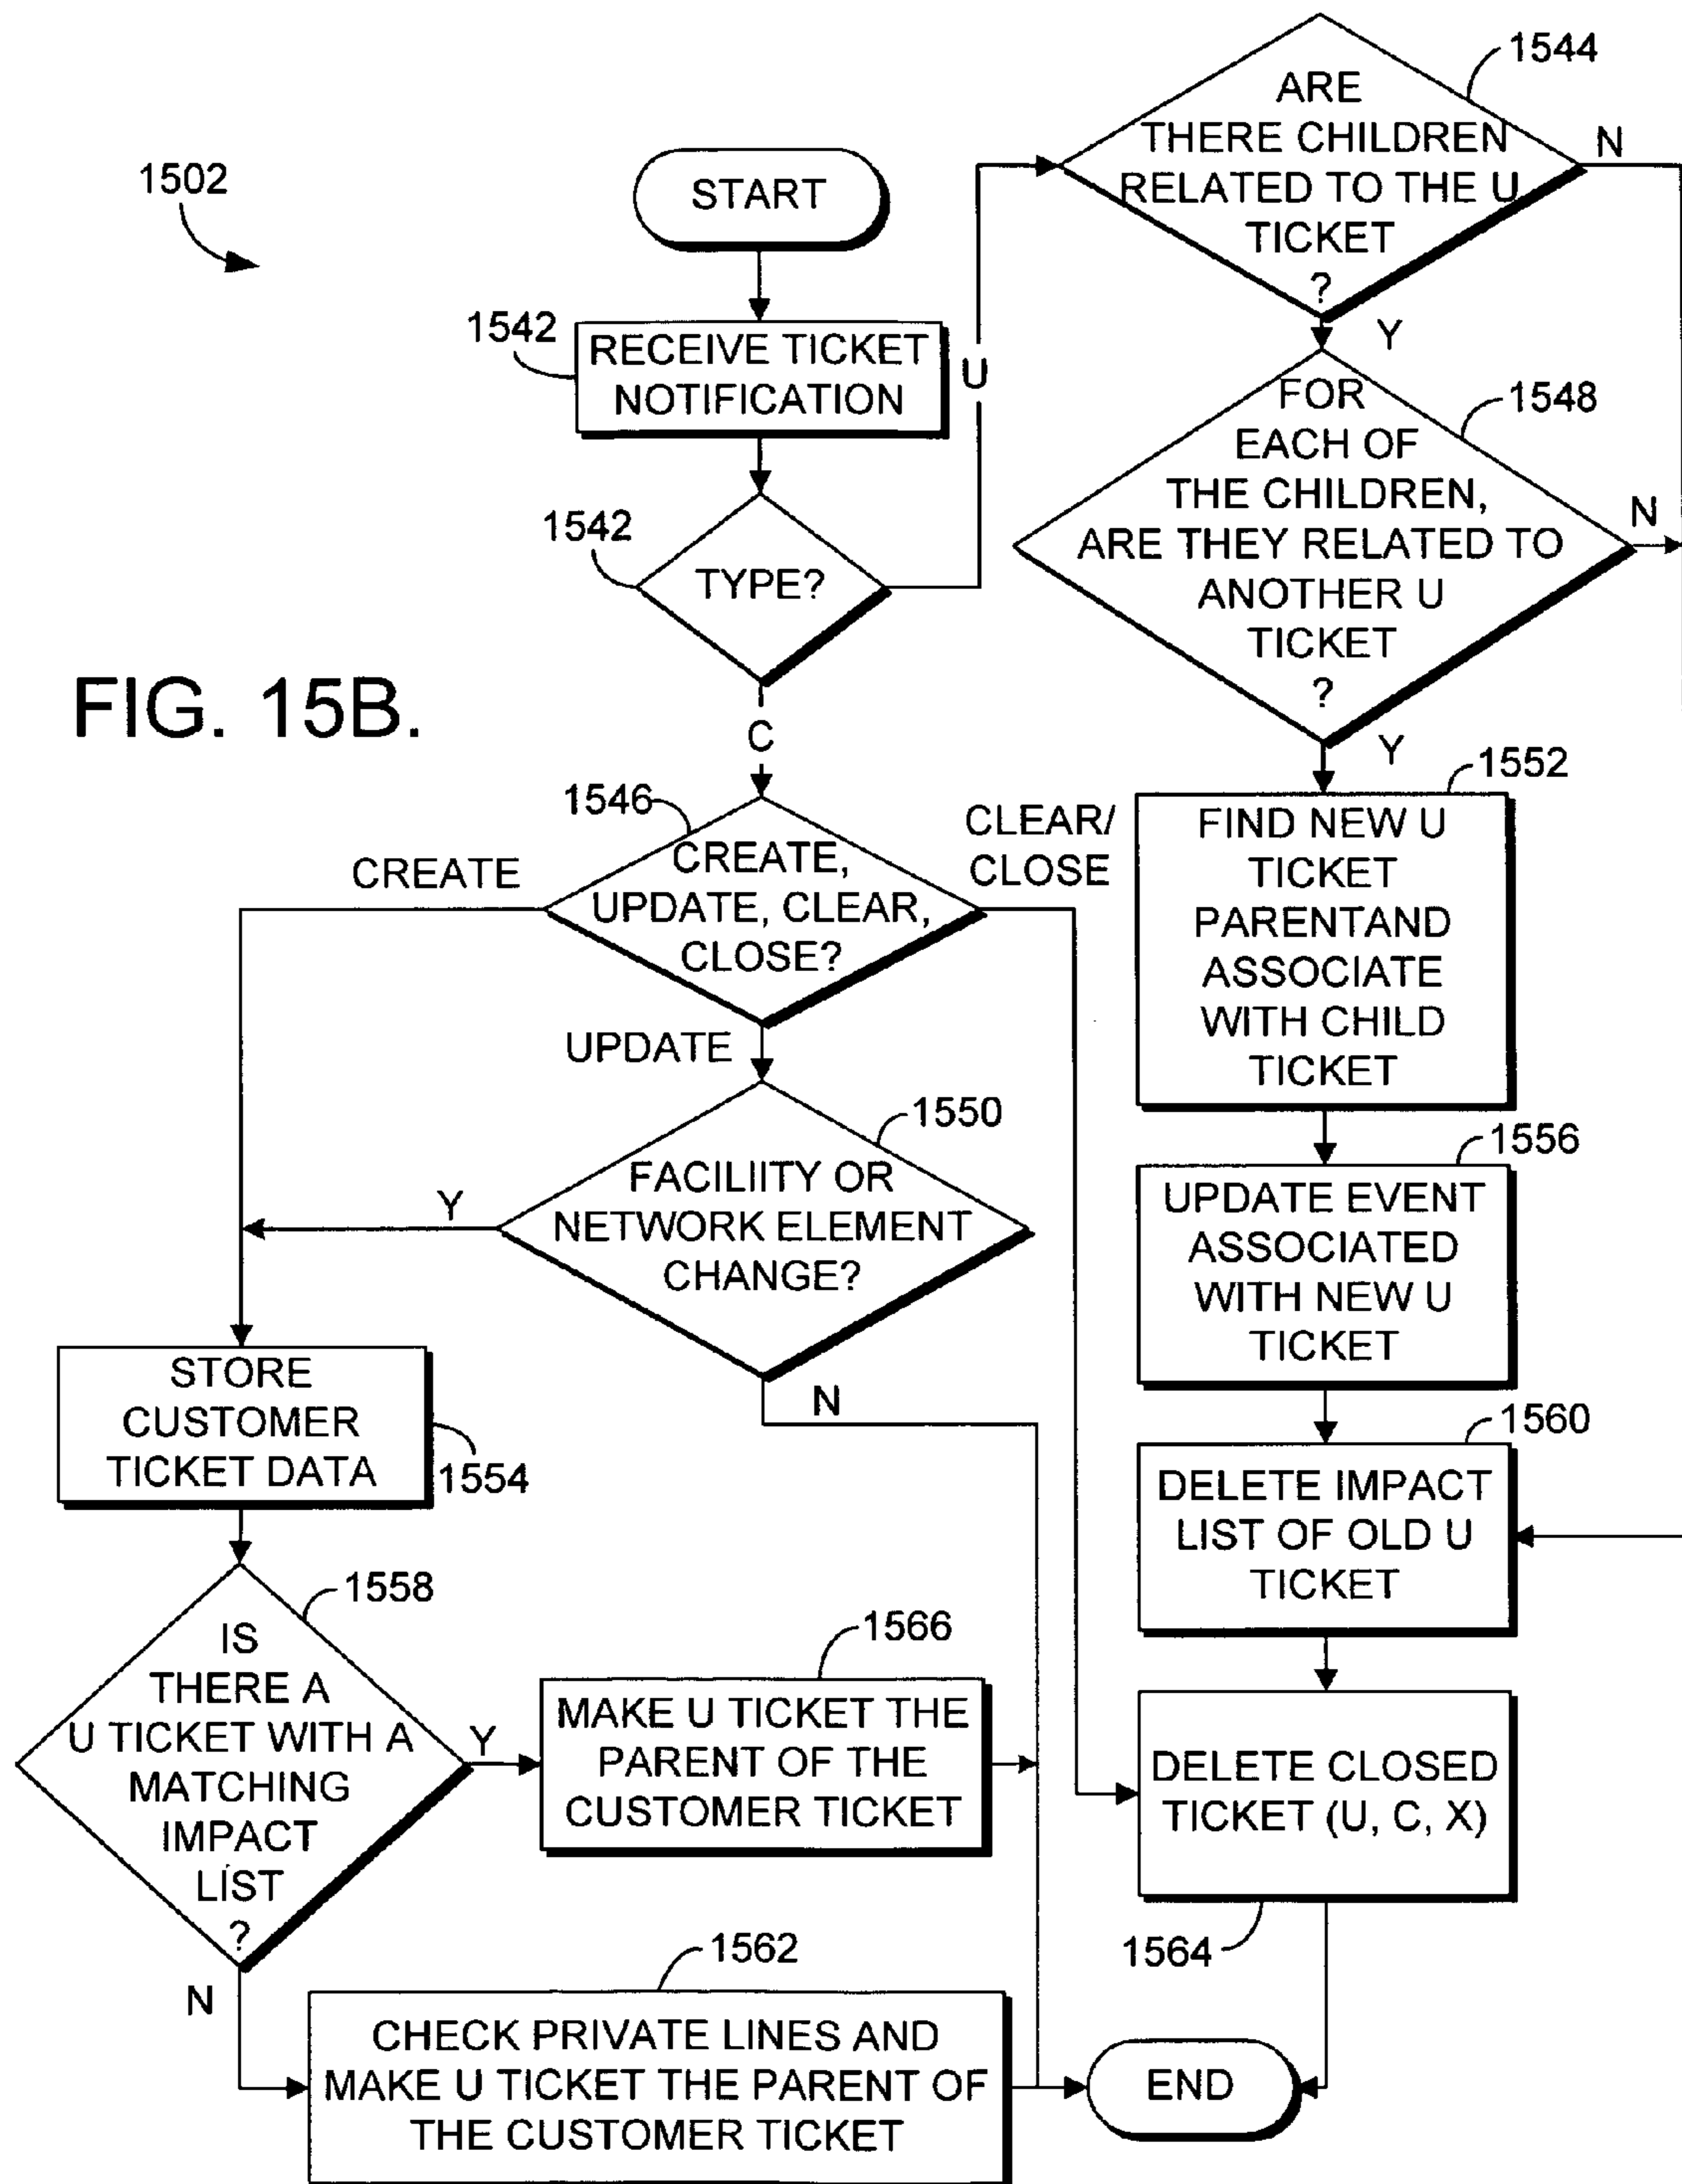 1502
START
1542
RECEIVE TICKET
NOTIFICATION
U
1542
TYPE?
C
FIG. 15B.
1544
ARE
THERE CHILDREN
RELATED TO THE U
TICKET
?
N
Y
1548
FOR
EACH OF
THE CHILDREN,
ARE THEY RELATED TO
ANOTHER U
TICKET
?
N
Y
1546
CREATE,
UPDATE, CLEAR,
CLOSE?
CREATE
CLEAR/
CLOSE
UPDATE
1550
FACILIITY OR
NETWORK ELEMENT
CHANGE?
Y
N
1552
FIND NEW U
TICKET
PARENTAND
ASSOCIATE
WITH CHILD
TICKET
1556
UPDATE EVENT
ASSOCIATED
WITH NEW U
TICKET
1560
DELETE IMPACT
LIST OF OLD U
TICKET
STORE
CUSTOMER
TICKET DATA
1554
1558
IS
THERE A
U TICKET WITH A
MATCHING
IMPACT
LIST
?
Y
N
1566
MAKE U TICKET THE
PARENT OF THE
CUSTOMER TICKET
DELETE CLOSED
TICKET (U, C, X)
1564
1562
CHECK PRIVATE LINES AND
MAKE U TICKET THE PARENT OF
THE CUSTOMER TICKET
END